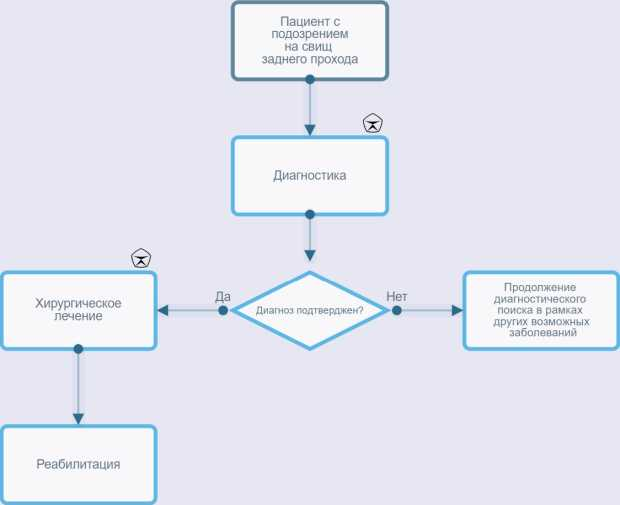 Пациент с
подозрением
на свищ
заднего прохода
Диагностика
Да
Нет
Хирургическое
лечение
Диагноз подтвержден?
Продолжение
диагностического
поиска в рамках
других возможных
заболеваний
Реабилитация